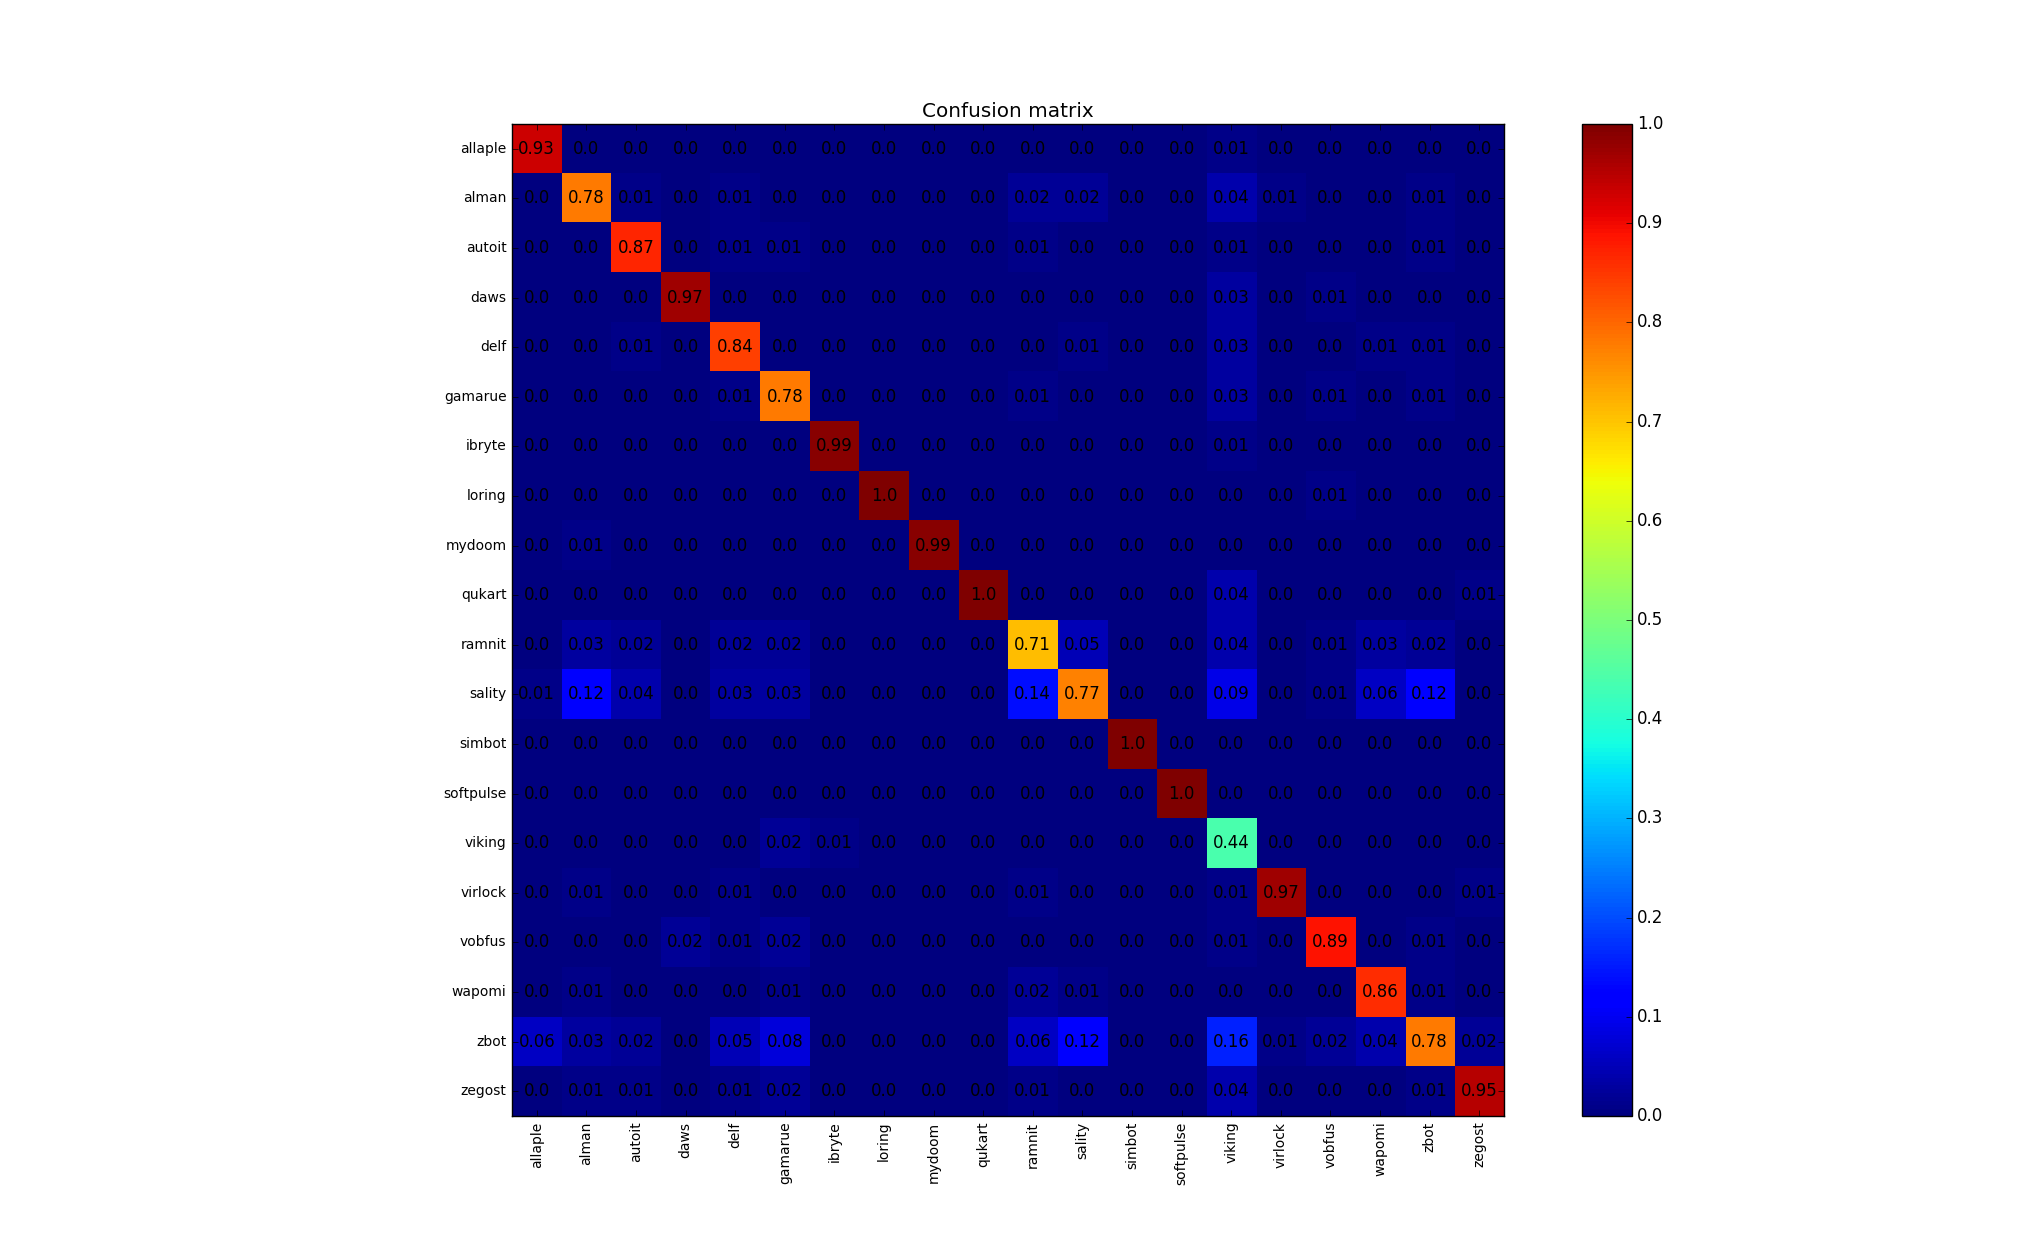 Confusion matrix
allaple 0.93 0.0 0.0 0.0 0.0 0.0 0.0 0.0 0.0 0.0 0.0 0.0 0.0 0.0 0.01 0.0 0.0 0.0 0.0 0.0
alman 0.0 0.78 0.01 0.0 0.01 0.0 0.0 0.0 0.0 0.0 0.02 0.02 0.0 0.0 0.04 0.01 0.0 0.0 0.01 0.0
autoit 0.0 0.0 0.87 0.0 0.01 0.01 0.0 0.0 0.0 0.0 0.01 0.0 0.0 0.0 0.01 0.0 0.0 0.0 0.01 0.0
daws 0.0 0.0 0.0 0.97 0.0 0.0 0.0 0.0 0.0 0.0 0.0 0.0 0.0 0.0 0.03 0.0 0.01 0.0 0.0 0.0
delf 0.0 0.0 0.01 0.0 0.84 0.0 0.0 0.0 0.0 0.0 0.0 0.01 0.0 0.0 0.03 0.0 0.0 0.01 0.01 0.0
gamarue 0.0 0.0 0.0 0.0 0.01 0.78 0.0 0.0 0.0 0.0 0.01 0.0 0.0 0.0 0.03 0.0 0.01 0.0 0.01 0.0
ibryte 0.0 0.0 0.0 0.0 0.0 0.0 0.99 0.0 0.0 0.0 0.0 0.0 0.0 0.0 0.01 0.0 0.0 0.0 0.0 0.0
loring 0.0 0.0 0.0 0.0 0.0 0.0 0.0 1.0 0.0 0.0 0.0 0.0 0.0 0.0 0.0 0.0 0.01 0.0 0.0 0.0
mydoom 0.0 0.01 0.0 0.0 0.0 0.0 0.0 0.0 0.99 0.0 0.0 0.0 0.0 0.0 0.0 0.0 0.0 0.0 0.0 0.0
qukart 0.0 0.0 0.0 0.0 0.0 0.0 0.0 0.0 0.0 1.0 0.0 0.0 0.0 0.0 0.04 0.0 0.0 0.0 0.0 0.01
ramnit 0.0 0.03 0.02 0.0 0.02 0.02 0.0 0.0 0.0 0.0 0.71 0.05 0.0 0.0 0.04 0.0 0.01 0.03 0.02 0.0
sality 0.01 0.12 0.04 0.0 0.03 0.03 0.0 0.0 0.0 0.0 0.14 0.77 0.0 0.0 0.09 0.0 0.01 0.06 0.12 0.0
simbot 0.0 0.0 0.0 0.0 0.0 0.0 0.0 0.0 0.0 0.0 0.0 0.0 1.0 0.0 0.0 0.0 0.0 0.0 0.0 0.0
softpulse 0.0 0.0 0.0 0.0 0.0 0.0 0.0 0.0 0.0 0.0 0.0 0.0 0.0 1.0 0.0 0.0 0.0 0.0 0.0 0.0
viking 0.0 0.0 0.0 0.0 0.0 0.02 0.01 0.0 0.0 0.0 0.0 0.0 0.0 0.0 0.44 0.0 0.0 0.0 0.0 0.0
virlock 0.0 0.01 0.0 0.0 0.01 0.0 0.0 0.0 0.0 0.0 0.01 0.0 0.0 0.0 0.01 0.97 0.0 0.0 0.0 0.01
vobfus 0.0 0.0 0.0 0.02 0.01 0.02 0.0 0.0 0.0 0.0 0.0 0.0 0.0 0.0 0.01 0.0 0.89 0.0 0.01 0.0
wapomi 0.0 0.01 0.0 0.0 0.0 0.01 0.0 0.0 0.0 0.0 0.02 0.01 0.0 0.0 0.0 0.0 0.0 0.86 0.01 0.0
zbot 0.06 0.03 0.02 0.0 0.05 0.08 0.0 0.0 0.0 0.0 0.06 0.12 0.0 0.0 0.16 0.01 0.02 0.04 0.78 0.02
zegost 0.0 0.01 0.01 0.0 0.01 0.02 0.0 0.0 0.0 0.0 0.01 0.0 0.0 0.0 0.04 0.0 0.0 0.0 0.01 0.95
allaple alman autoit daws delf gamarue ibryte loring mydoom qukart ramnit sality simbot softpulse viking virlock vobfus wapomi zbot zegost
1.0
0.9
0.8
0.7
0.6
0.5
0.4
0.3
0.2
0.1
0.0